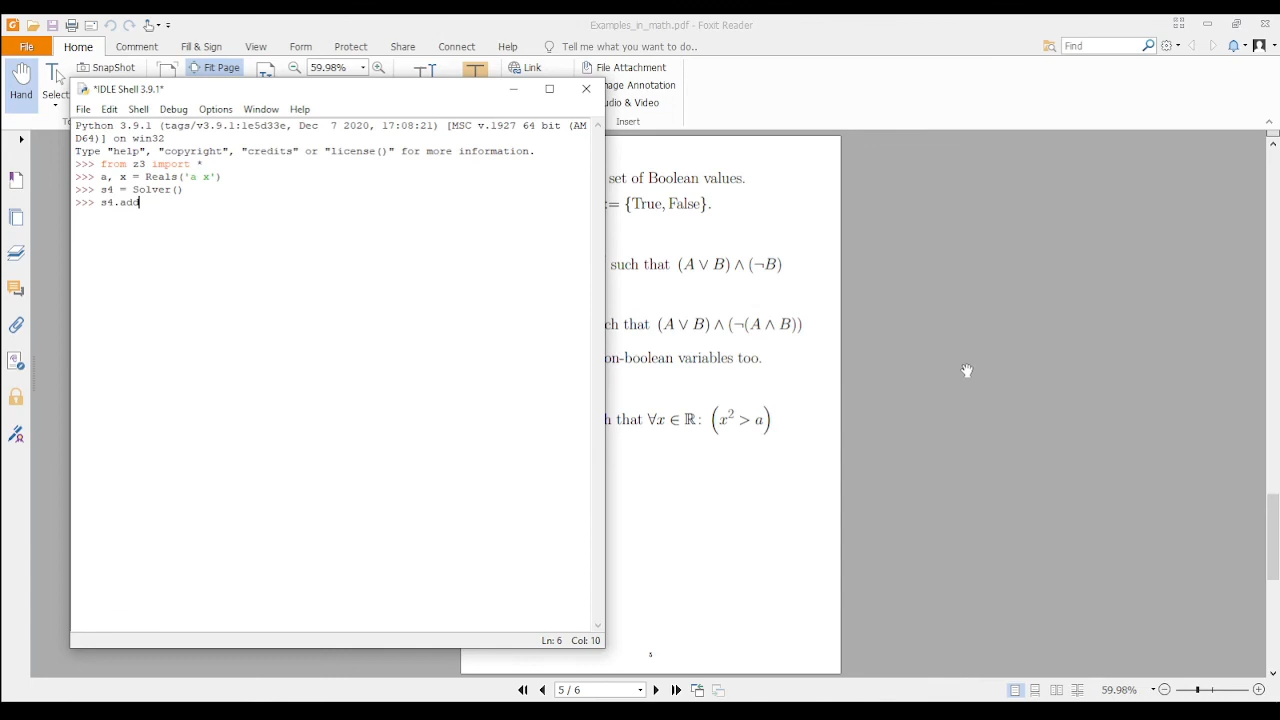 Examples_in_math.pdf - Foxit Reader
File Home Comment Fill & Sign View Form Protect Share Connect Help Tell me what you want to do.. Find
Hand
Select
SnapShot
Fit Page
59.98%
Link
File Attachment
Image Annotation
Insert
*IDLE Shell 3.9.1*
File Edit Shell Debug Options Window Help
Python 3.9.1 (tags/v3.9.1:1e5d33e, Dec 7 2020, 17:08:21) [MSC v.1927 64 bit (AM
D64)] on win32
Type "help", "copyright", "credits" or "license()" for more information.
>>> from z3 import *
>>> a, x = Reals('a x')
>>> s4 = Solver()
>>> s4.add
Ln: 6 Col: 10
set of Boolean values.
:= {True, False}.
such that (A ∨ B) ∧ (¬B)
ch that (A ∨ B) ∧ (¬(A ∧ B))
on-boolean variables too.
h that ∀x ∈ ℝ: (x² > a)
5
5 / 6
59.98%